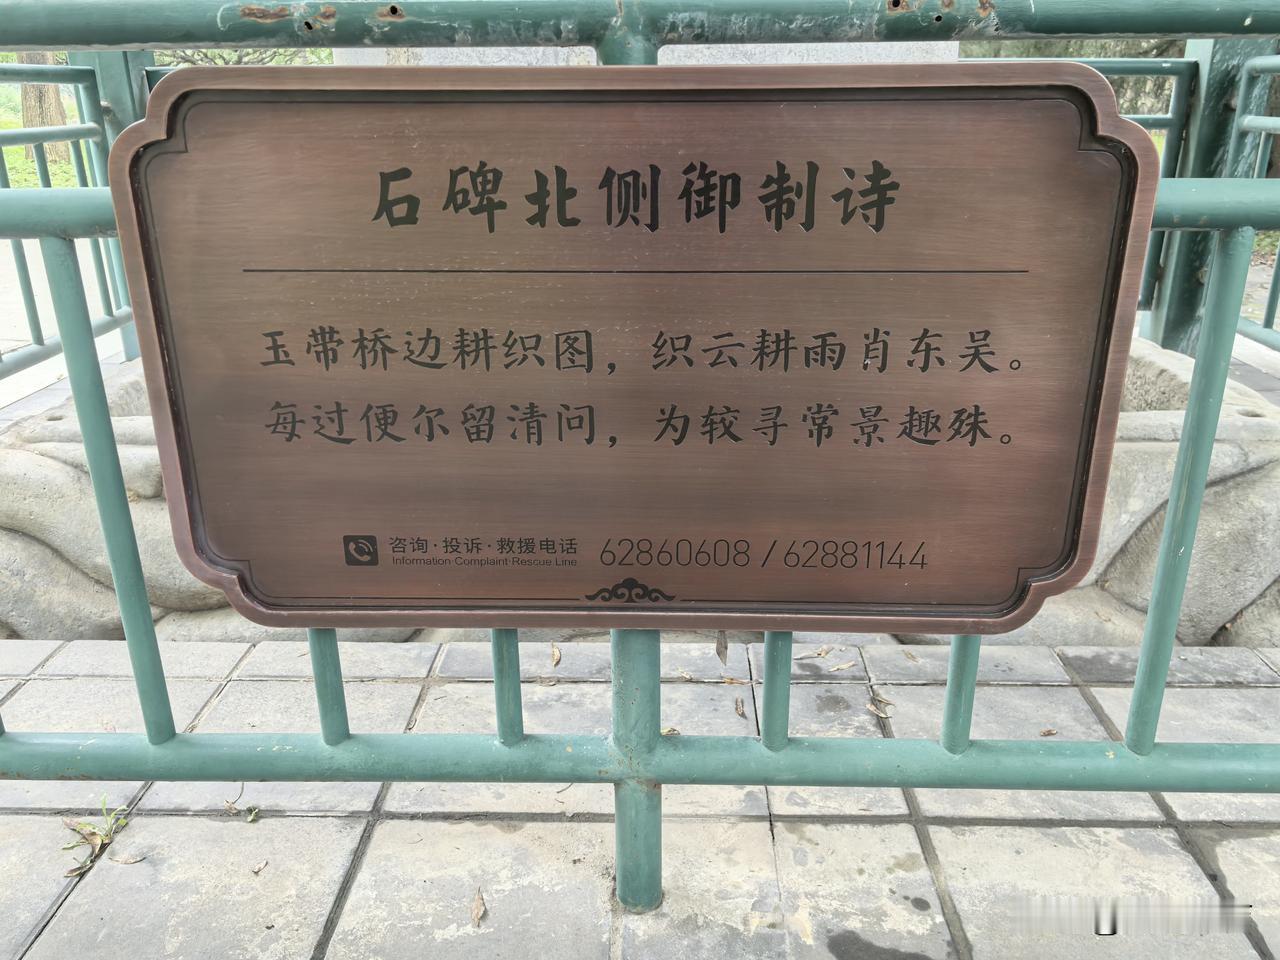 石碑北侧御制诗
玉带桥边耕织图，织云耕雨肖东吴。
每过便尔留清问，为较寻常景趣殊。
咨询·投诉·救援电话 62860608 / 62881144
Information·Complaint·Rescue Line